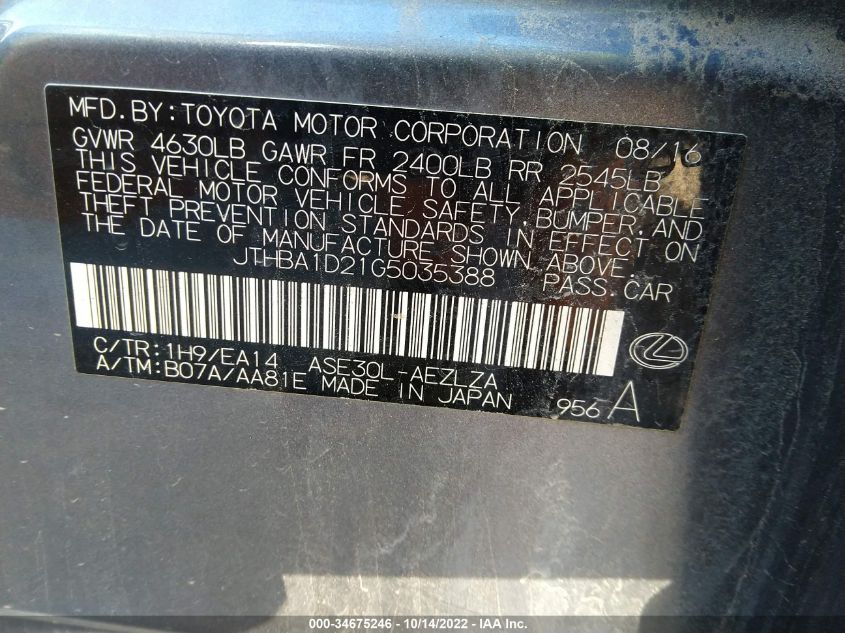 MFD.BY:TOYOTA MOTOR CORPORATION 08/16
GVWR 4630LB GAWR FR 2400LB RR 2545LB
THIS VEHICLE CONFORMS TO ALL APPLICABLE
FEDERAL MOTOR VEHICLE SAFETY,BUMPER,AND
THEFT PREVENTION STANDARDS IN EFFECT ON
THE DATE OF MANUFACTURE SHOWN ABOVE.
JTHBA1D21G5035388 PASS CAR
C/TR:1H9/EA14 ASE30L-AEZLZA
A/TM:B07A/AA81E MADE IN JAPAN 956 A
000-34675246 - 10/14/2022 - IAA Inc.